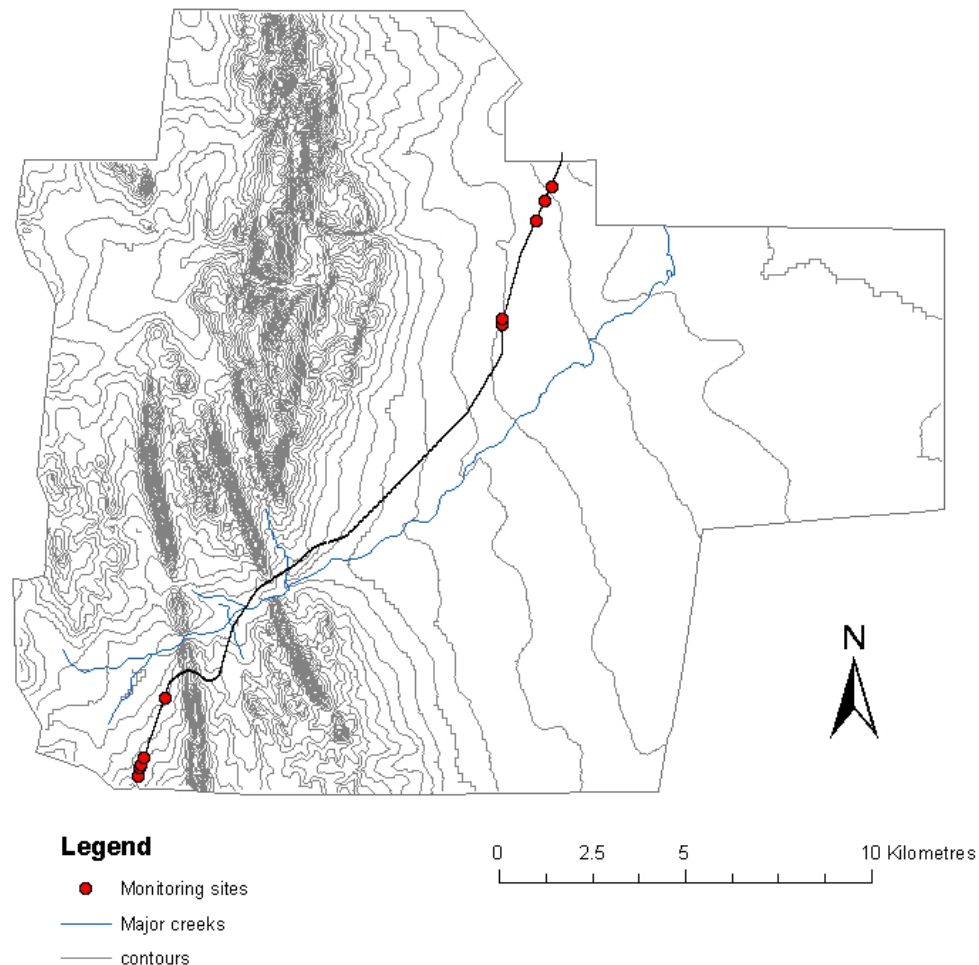 N
Legend
0 2.5 5 10 Kilometres
Monitoring sites
Major creeks
contours